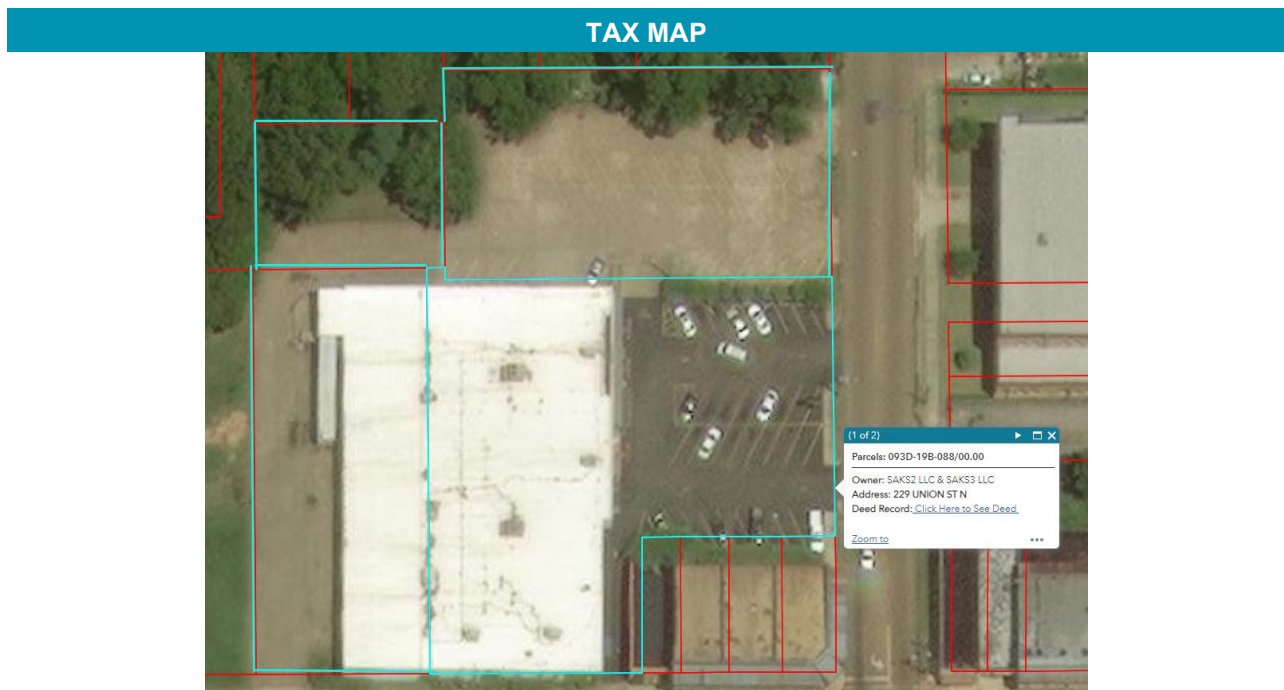 TAX MAP
(1 of 2)
Parcels: 093D-19B-088/00.00
Owner: SAKS2 LLC & SAKS3 LLC
Address: 229 UNION ST N
Deed Record: Click Here to See Deed
Zoom to